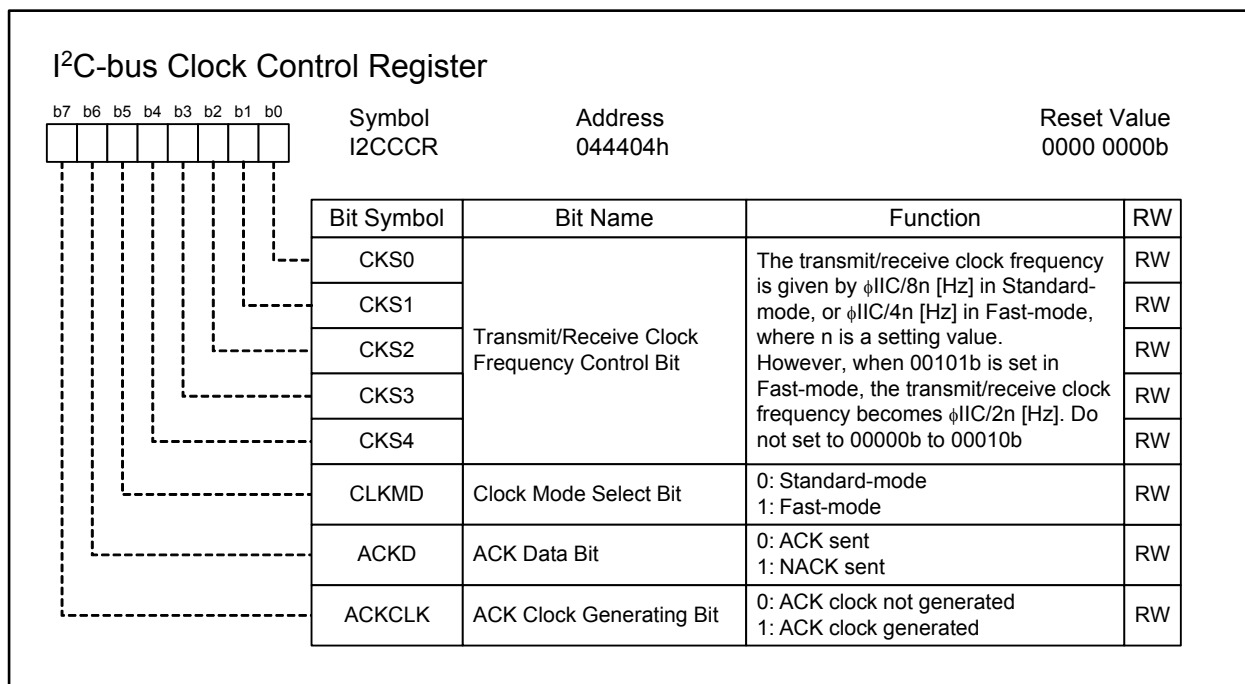 I²C-bus Clock Control Register
b7 b6 b5 b4 b3 b2 b1 b0
Symbol Address Reset Value
I2CCCR 044404h 0000 0000b
Bit Symbol Bit Name Function RW
CKS0 RW
CKS1 RW
CKS2 RW
CKS3 RW
CKS4 RW
Transmit/Receive Clock
Frequency Control Bit
The transmit/receive clock frequency
is given by ϕIIC/8n [Hz] in Standard-
mode, or ϕIIC/4n [Hz] in Fast-mode,
where n is a setting value.
However, when 00101b is set in
Fast-mode, the transmit/receive clock
frequency becomes ϕIIC/2n [Hz]. Do
not set to 00000b to 00010b
CLKMD Clock Mode Select Bit 0: Standard-mode RW
1: Fast-mode
ACKD ACK Data Bit 0: ACK sent RW
1: NACK sent
ACKCLK ACK Clock Generating Bit 0: ACK clock not generated RW
1: ACK clock generated